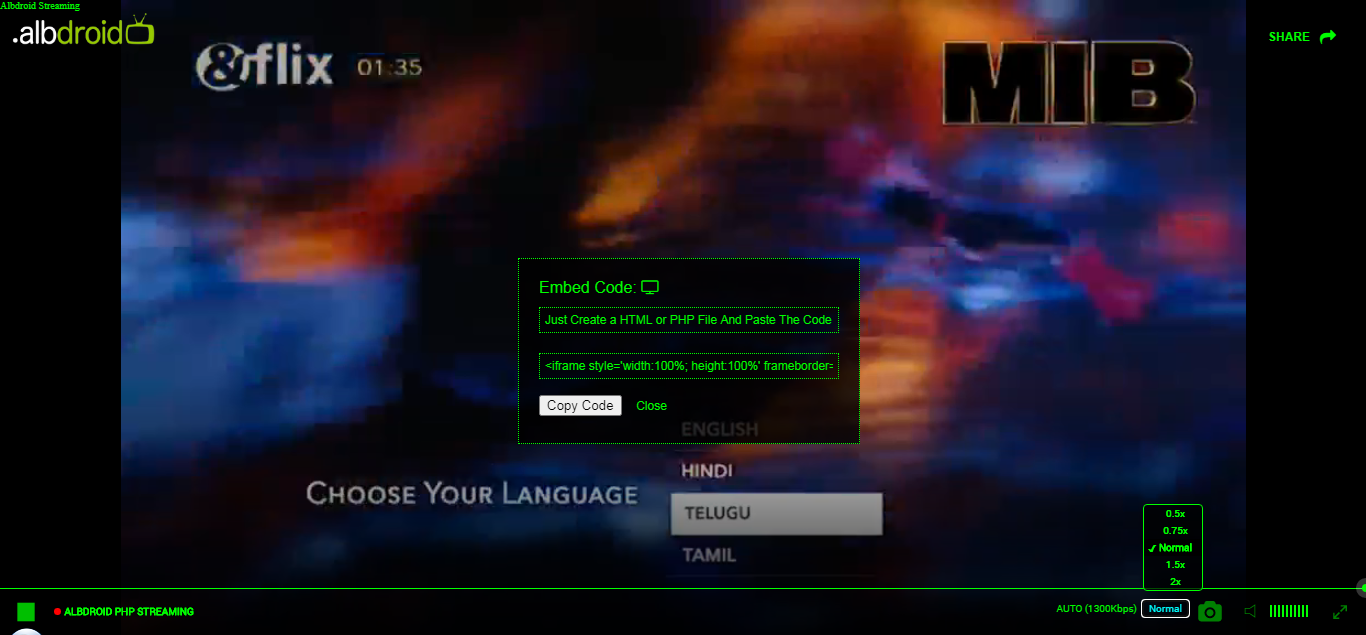 Albdroid Streaming
.albdroid
SHARE
&flix
01:35
MIB
Embed Code:
Just Create a HTML or PHP File And Paste The Code
<iframe style='width:100%; height:100%' frameborder=
Copy Code
Close
ENGLISH
HINDI
CHOOSE YOUR LANGUAGE
TELUGU
TAMIL
0.5x
0.75x
✓ Normal
1.5x
2x
ALBDROID PHP STREAMING
AUTO (1300Kbps)
Normal